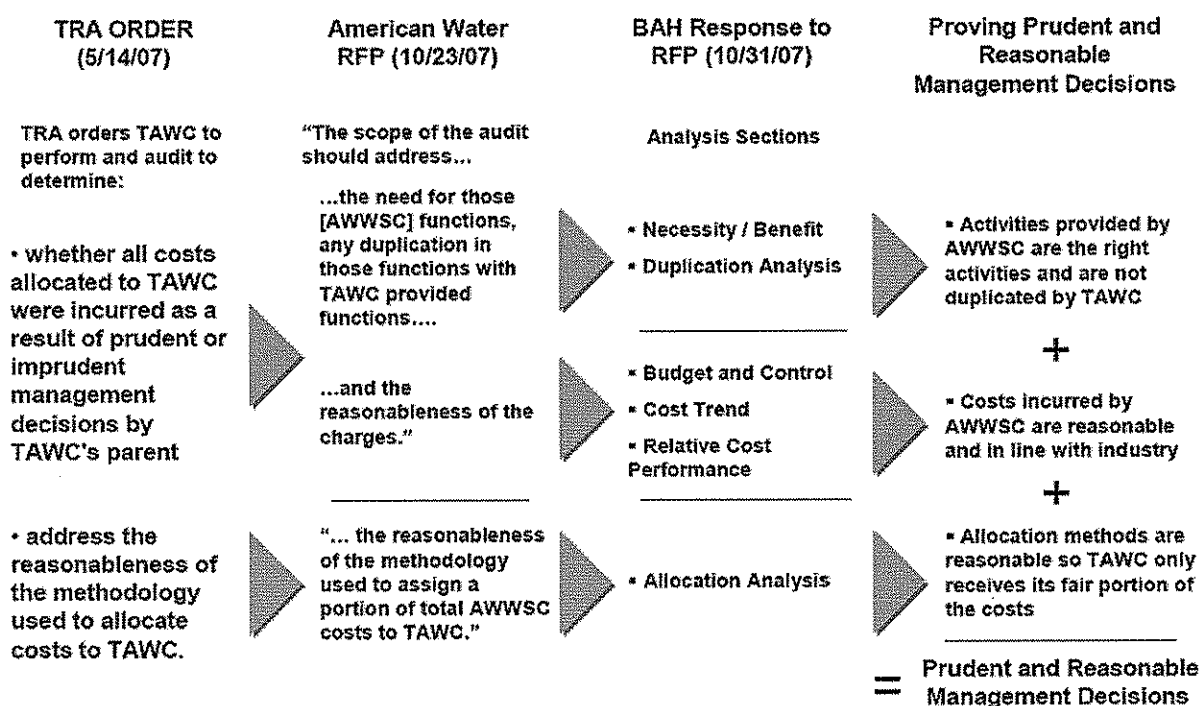 TRA ORDER
(5/14/07)
TRA orders TAWC to
perform and audit to
determine:
• whether all costs
allocated to TAWC
were incurred as a
result of prudent or
imprudent
management
decisions by
TAWC's parent
• address the
reasonableness of
the methodology
used to allocate
costs to TAWC.
American Water
RFP (10/23/07)
“The scope of the audit
should address...
...the need for those
[AWWSC] functions,
any duplication in
those functions with
TAWC provided
functions....
...and the
reasonableness of the
charges.”
“... the reasonableness
of the methodology
used to assign a
portion of total AWWSC
costs to TAWC.”
BAH Response to
RFP (10/31/07)
Analysis Sections
▪ Necessity / Benefit
▪ Duplication Analysis
▪ Budget and Control
▪ Cost Trend
▪ Relative Cost
Performance
▪ Allocation Analysis
Proving Prudent and
Reasonable
Management Decisions
▪ Activities provided by
AWWSC are the right
activities and are not
duplicated by TAWC
+
▪ Costs incurred by
AWWSC are reasonable
and in line with industry
+
▪ Allocation methods are
reasonable so TAWC only
receives its fair portion of
the costs
= Prudent and Reasonable
Management Decisions